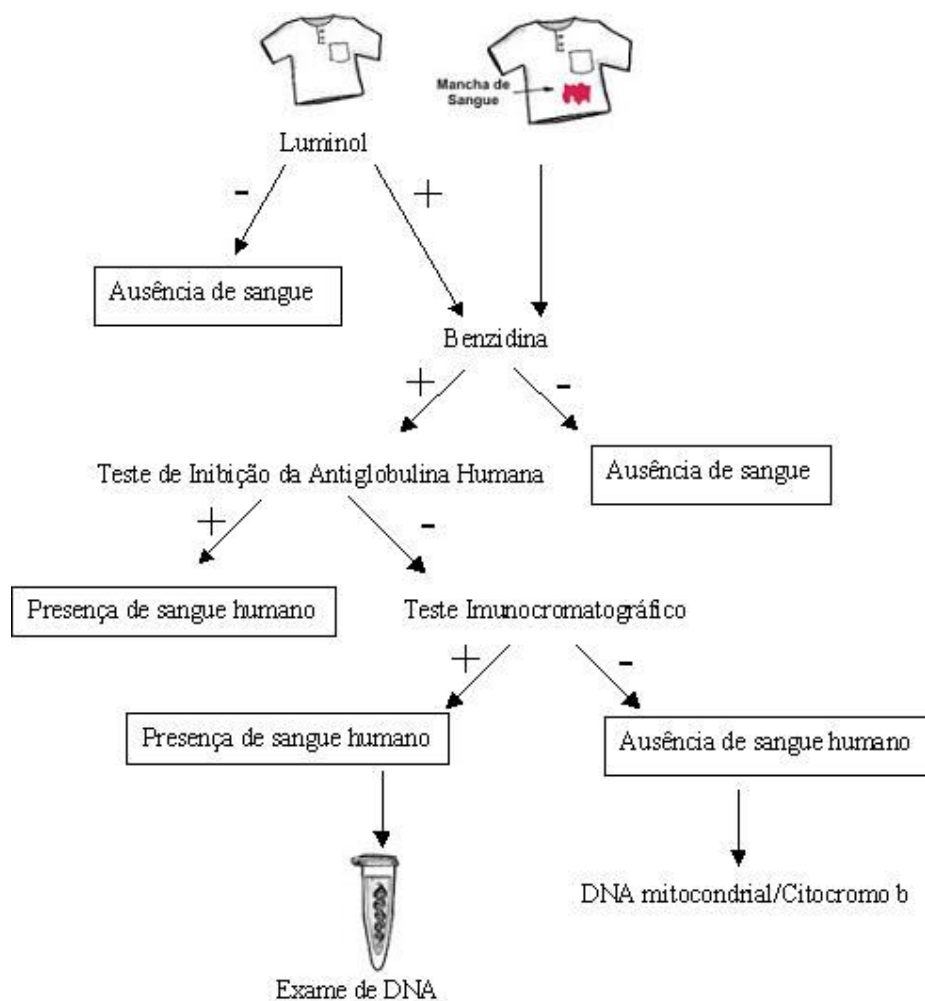 Mancha de
Sangue
Luminol
-
+
Ausência de sangue
Benzidina
+
-
Teste de Inibição da Antiglobulina Humana
Ausência de sangue
+
-
Presença de sangue humano
Teste Imunocromatográfico
+
-
Presença de sangue humano
Ausência de sangue humano
DNA mitocondrial/Citocromo b
Exame de DNA